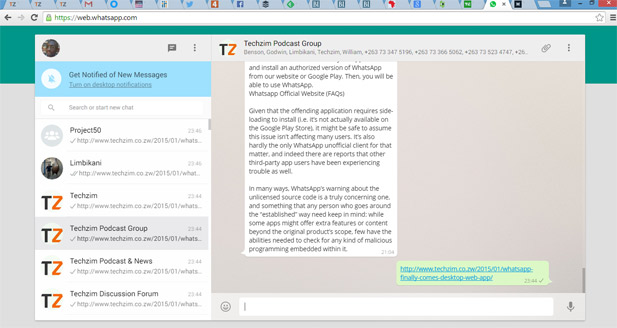 https://web.whatsapp.com
Get Notified of New Messages
Turn on desktop notifications
Search or start new chat
Project50
23:46
http://www.techzim.co.zw/2015/01/whats...
Limbikani
23:46
http://www.techzim.co.zw/2015/01/whats...
TZ
Techzim
23:44
http://www.techzim.co.zw/2015/01/whats...
TZ
Techzim Podcast Group
23:44
http://www.techzim.co.zw/2015/01/whats...
TZ
Techzim Podcast & News
23:44
http://www.techzim.co.zw/2015/01/whats...
TZ
Techzim Discussion Forum
23:44
http://www.techzim.co.zw/2015/01/whats...
TZ
Techzim Podcast Group
Benson, Godwin, Limbikani, Techzim, William, +263 73 347 5196, +263 73 366 5062, +263 73 523 4747, +26...
and install an authorized version of WhatsApp
from our website or Google Play. Then, you will be
able to use WhatsApp.
Whatsapp Official Website (FAQs)
Given that the offending application requires side-
loading to install (i.e. it's not actually available on
the Google Play Store), it might be safe to assume
this issue isn't affecting many users. It's also
hardly the only WhatsApp unofficial client for that
matter, and indeed there are reports that other
third-party app users have been experiencing
trouble as well.
In many ways, WhatsApp's warning about the
unlicensed source code is a truly concerning one,
and something that any person who goes around
the "established" way need keep in mind: while
some apps might offer extra features or content
beyond the original product's scope, few have the
abilities needed to check for any kind of malicious
programming embedded within it.
21:04
http://www.techzim.co.zw/2015/01/whatsapp-
finally-comes-desktop-web-app/
23:44